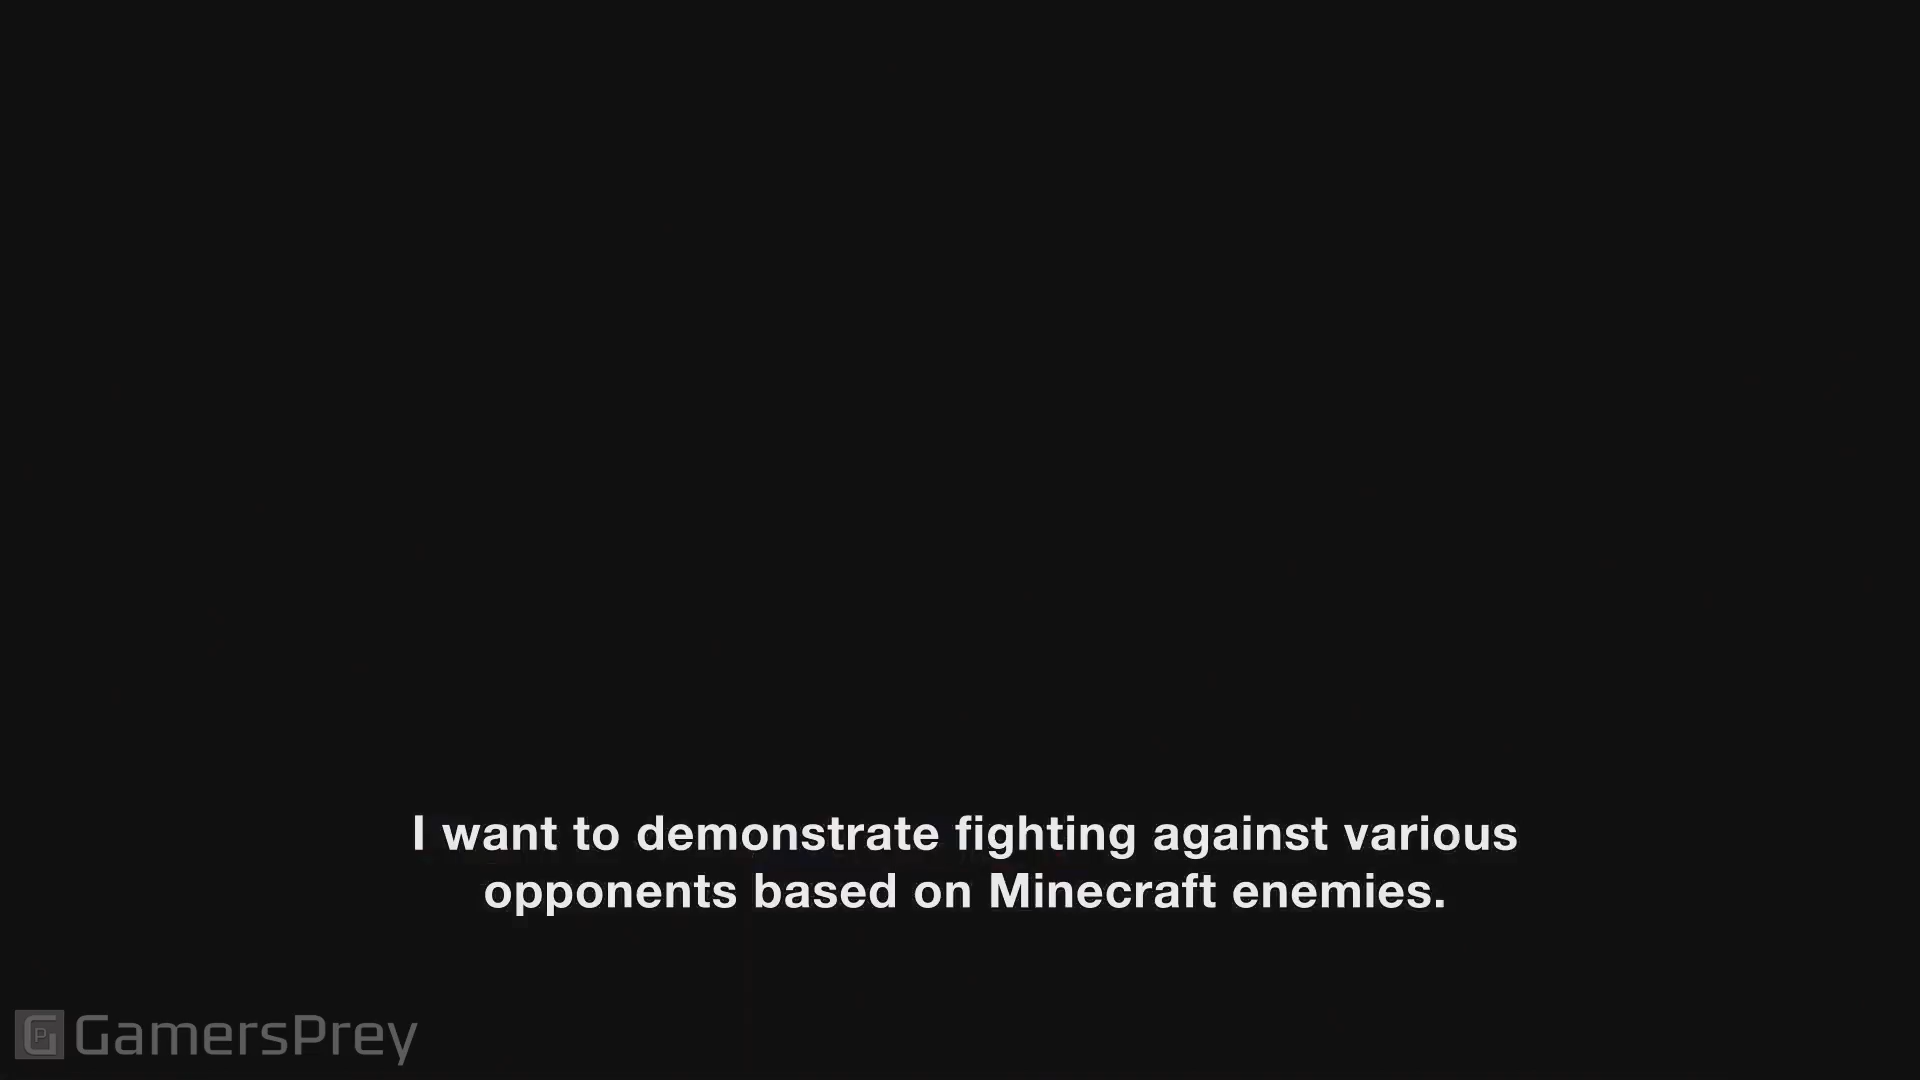 I want to demonstrate fighting against various
opponents based on Minecraft enemies.
GamersPrey